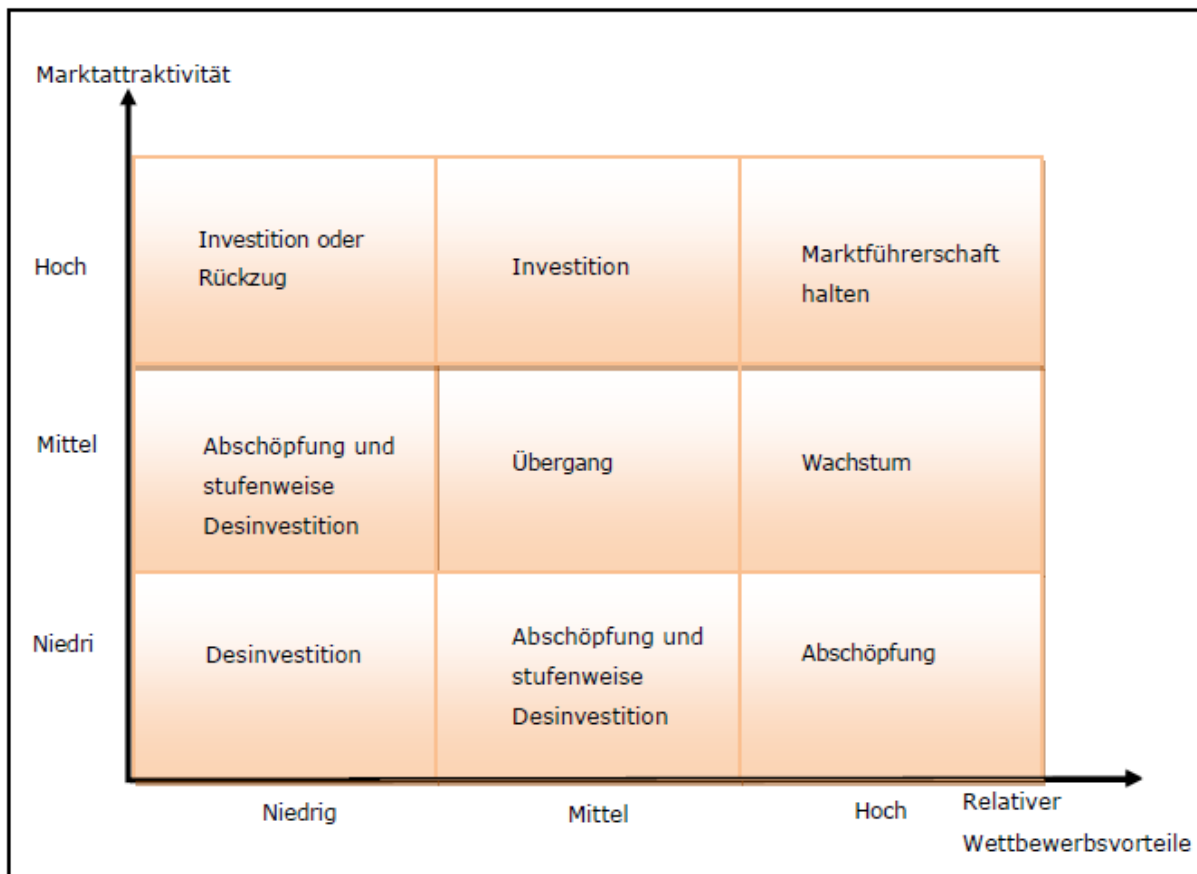 Marktattraktivität
Hoch
Investition oder
Rückzug
Investition
Marktführerschaft
halten
Mittel
Abschöpfung und
stufenweise
Desinvestition
Übergang
Wachstum
Niedri
Desinvestition
Abschöpfung und
stufenweise
Desinvestition
Abschöpfung
Niedrig
Mittel
Hoch
Relativer
Wettbewerbsvorteile